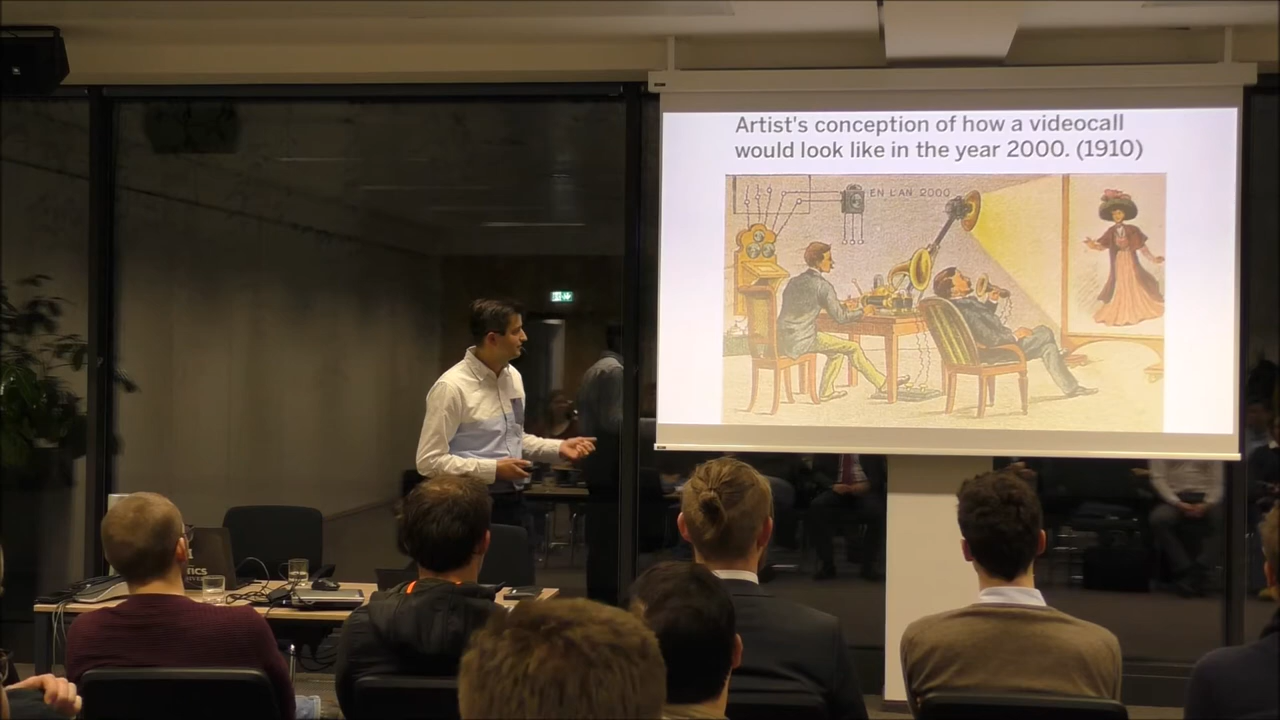 Artist's conception of how a videocall
would look like in the year 2000. (1910)
EN L'AN 2000